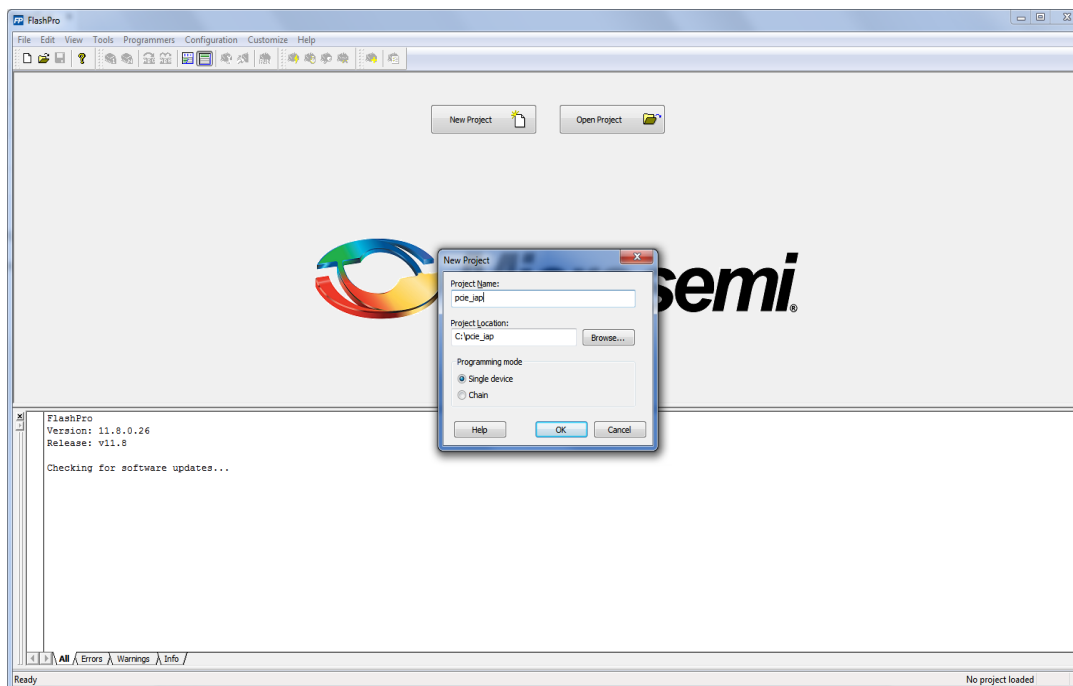 FlashPro
File Edit View Tools Programmers Configuration Customize Help
New Project
Open Project
semi
®
New Project
Project Name:
pcie_iap
Project Location:
C:\pcie_iap
Browse...
Programming mode
Single device
Chain
Help
OK
Cancel
FlashPro
Version: 11.8.0.26
Release: v11.8
Checking for software updates...
All Errors Warnings Info
Ready
No project loaded